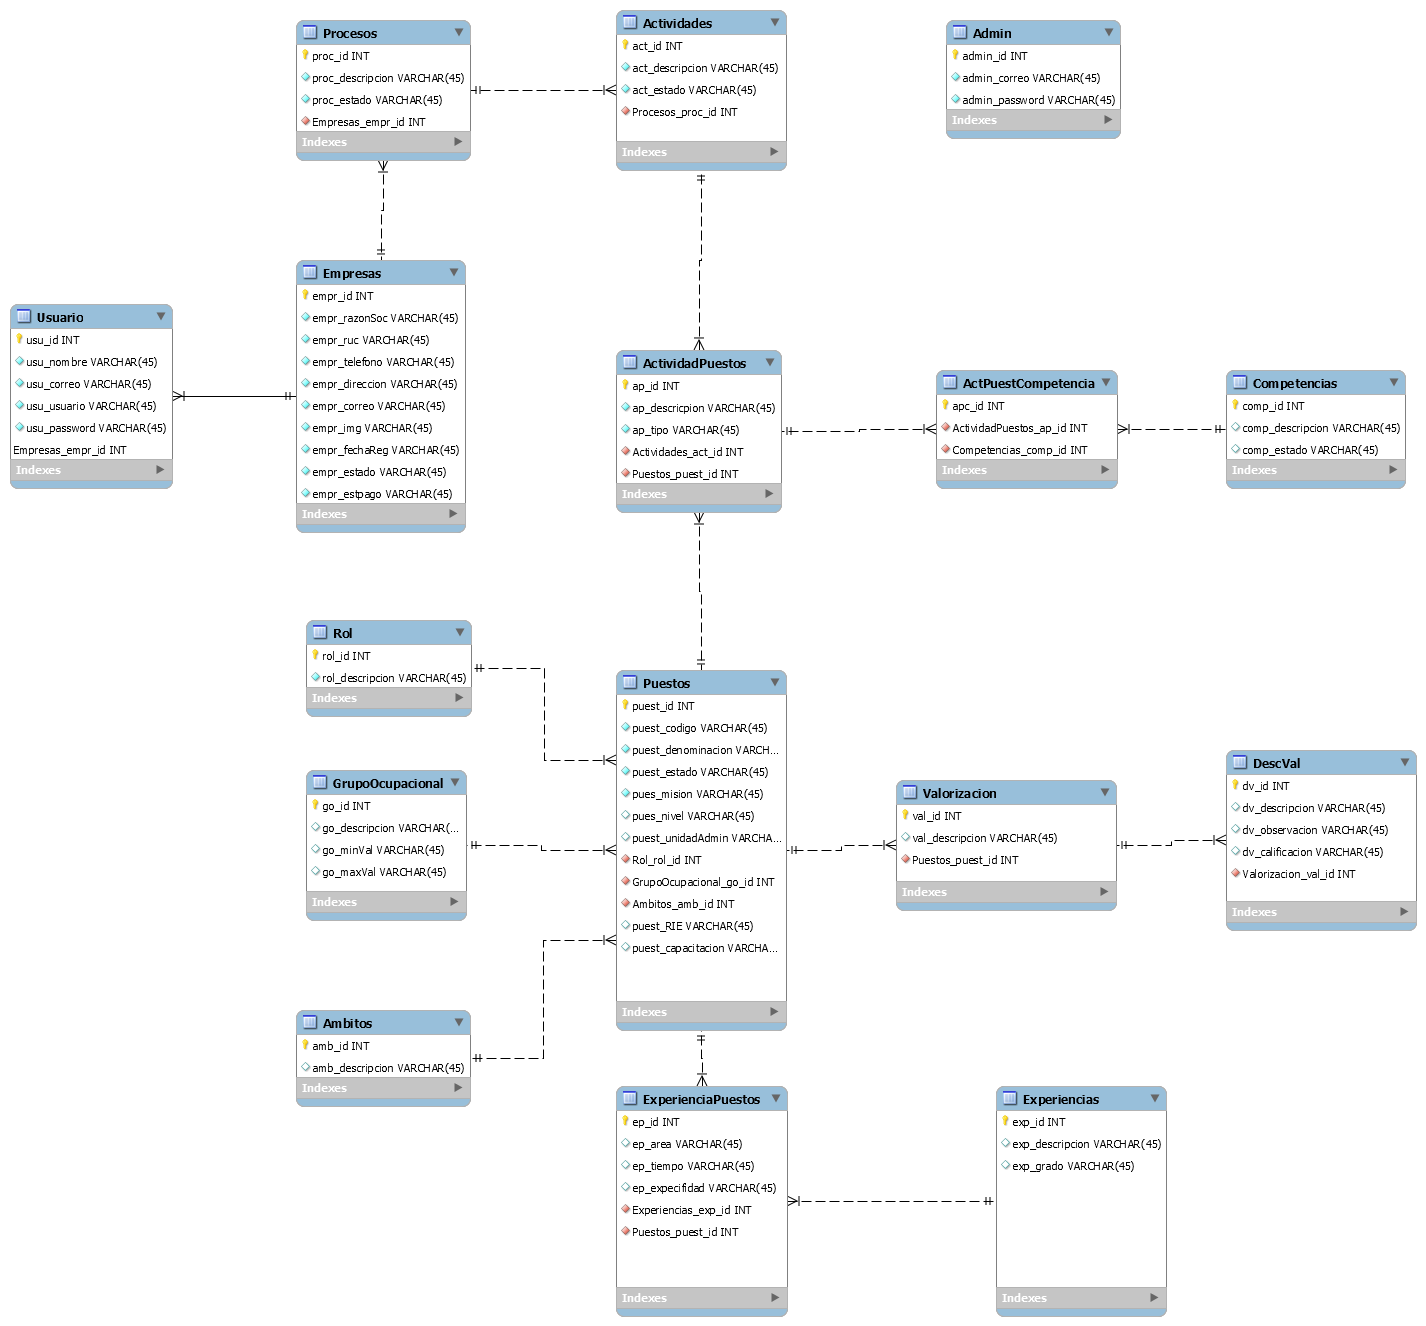 Procesos
proc_id INT
proc_descripcion VARCHAR(45)
proc_estado VARCHAR(45)
Empresas_empr_id INT
Indexes
Actividades
act_id INT
act_descripcion VARCHAR(45)
act_estado VARCHAR(45)
Procesos_proc_id INT
Indexes
Admin
admin_id INT
admin_correo VARCHAR(45)
admin_password VARCHAR(45)
Indexes
Usuario
usu_id INT
usu_nombre VARCHAR(45)
usu_correo VARCHAR(45)
usu_usuario VARCHAR(45)
usu_password VARCHAR(45)
Empresas_empr_id INT
Indexes
Empresas
empr_id INT
empr_razonSoc VARCHAR(45)
empr_ruc VARCHAR(45)
empr_telefono VARCHAR(45)
empr_direccion VARCHAR(45)
empr_correo VARCHAR(45)
empr_img VARCHAR(45)
empr_fechaReg VARCHAR(45)
empr_estado VARCHAR(45)
empr_estpago VARCHAR(45)
Indexes
ActividadPuestos
ap_id INT
ap_descricpion VARCHAR(45)
ap_tipo VARCHAR(45)
Actividades_act_id INT
Puestos_puest_id INT
Indexes
ActPuestCompetencia
apc_id INT
ActividadPuestos_ap_id INT
Competencias_comp_id INT
Indexes
Competencias
comp_id INT
comp_descripcion VARCHAR(45)
comp_estado VARCHAR(45)
Indexes
Rol
rol_id INT
rol_descripcion VARCHAR(45)
Indexes
GrupoOcupacional
go_id INT
go_descripcion VARCHAR(...
go_minVal VARCHAR(45)
go_maxVal VARCHAR(45)
Indexes
Ambitos
amb_id INT
amb_descripcion VARCHAR(45)
Indexes
Puestos
puest_id INT
puest_codigo VARCHAR(45)
puest_denominacion VARCH...
puest_estado VARCHAR(45)
pues_mision VARCHAR(45)
pues_nivel VARCHAR(45)
puest_unidadAdmin VARCHA...
Rol_rol_id INT
GrupoOcupacional_go_id INT
Ambitos_amb_id INT
puest_RIE VARCHAR(45)
puest_capacitacion VARCHA...
Indexes
Valorizacion
val_id INT
val_descripcion VARCHAR(45)
Puestos_puest_id INT
Indexes
DescVal
dv_id INT
dv_descripcion VARCHAR(45)
dv_observacion VARCHAR(45)
dv_calificacion VARCHAR(45)
Valorizacion_val_id INT
Indexes
ExperienciaPuestos
ep_id INT
ep_area VARCHAR(45)
ep_tiempo VARCHAR(45)
ep_expecifidad VARCHAR(45)
Experiencias_exp_id INT
Puestos_puest_id INT
Indexes
Experiencias
exp_id INT
exp_descripcion VARCHAR(45)
exp_grado VARCHAR(45)
Indexes